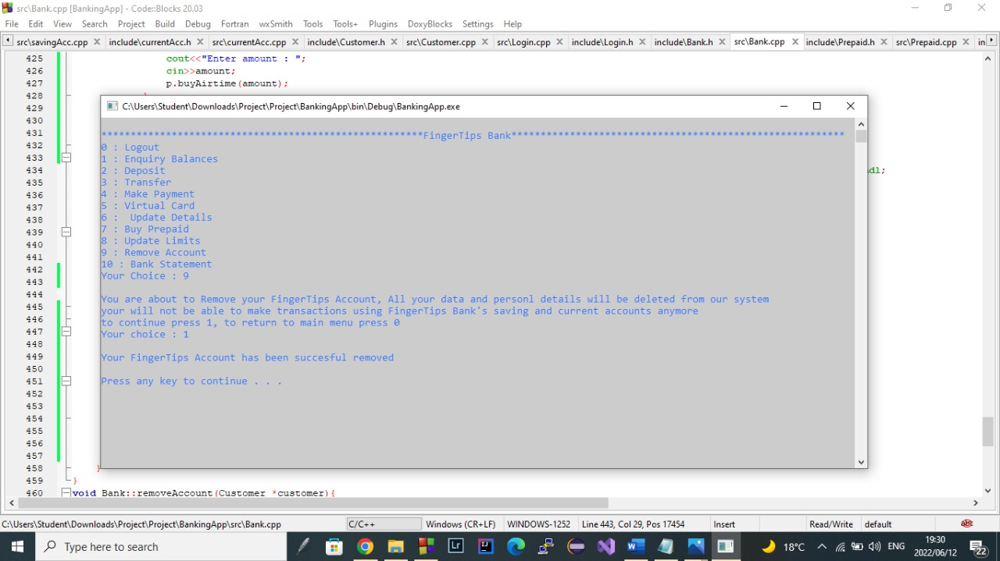 src\Bank.cpp [BankingApp] - Code::Blocks 20.03
File Edit View Search Project Build Debug Fortran wxSmith Tools Tools+ Plugins DoxyBlocks Settings Help
src\savingAcc.cpp include\currentAcc.h src\currentAcc.cpp include\Customer.h src\Customer.cpp src\Login.cpp include\Login.h include\Bank.h src\Bank.cpp include\Prepaid.h src\Prepaid.cpp in
425 cout<<"Enter amount : ";
426 cin>>amount;
427 p.buyAirtime(amount);
428
429
430
431
432
433
434 dl;
435
436
437
438
439
440
441
442
443
444
445
446
447
448
449
450
451
452
453
454
455
456
457
458 }
459 }
460 void Bank::removeAccount(Customer *customer){
C:\Users\Student\Downloads\Project\Project\BankingApp\bin\Debug\BankingApp.exe
*******************************************************FingerTips Bank*********************************************************
0 : Logout
1 : Enquiry Balances
2 : Deposit
3 : Transfer
4 : Make Payment
5 : Virtual Card
6 :  Update Details
7 : Buy Prepaid
8 : Update Limits
9 : Remove Account
10 : Bank Statement
Your Choice : 9
You are about to Remove your FingerTips Account, All your data and personl details will be deleted from our system
your will not be able to make transactions using FingerTips Bank's saving and current accounts anymore
to continue press 1, to return to main menu press 0
Your choice : 1
Your FingerTips Account has been succesful removed
Press any key to continue . . .
C:\Users\Student\Downloads\Project\Project\BankingApp\src\Bank.cpp C/C++ Windows (CR+LF) WINDOWS-1252 Line 443, Col 29, Pos 17454 Insert Read/Write default abc
Type here to search Lr IJ W 18°C ENG 19:30 2022/06/12 22